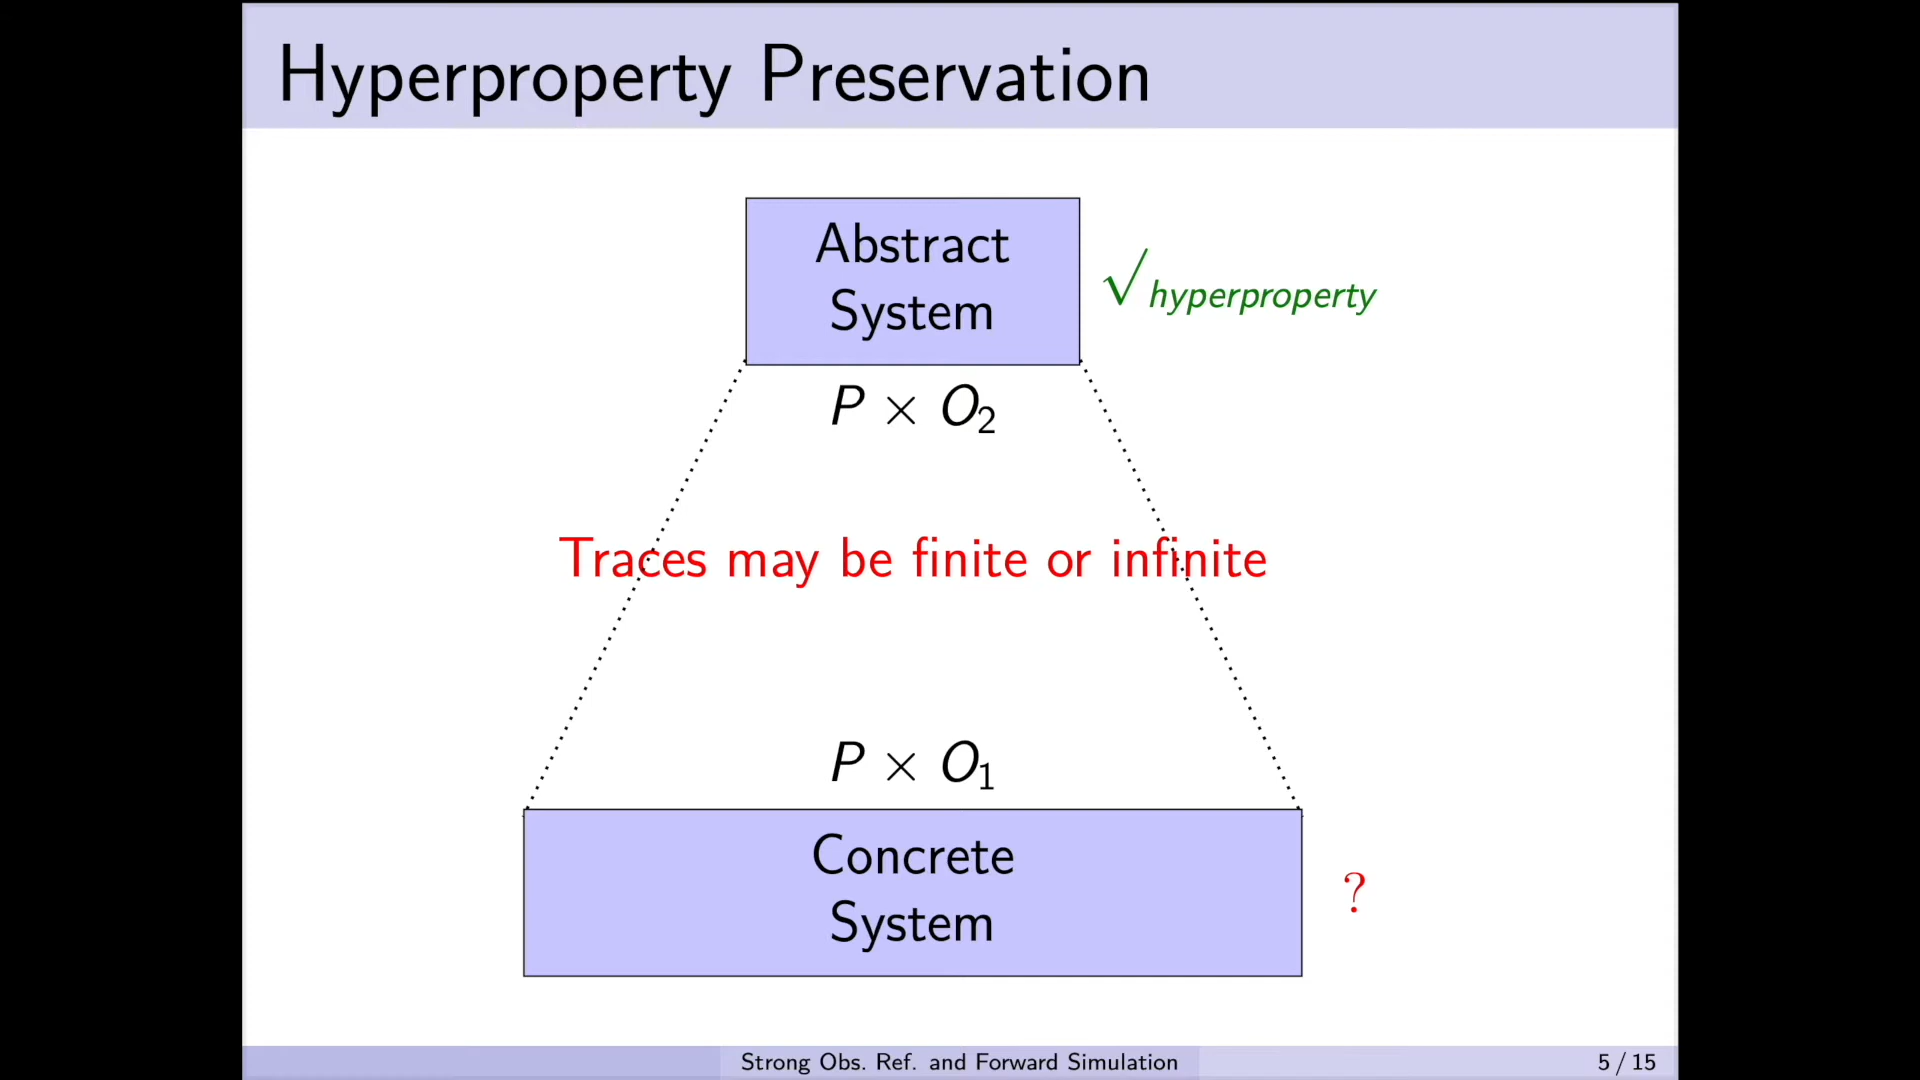 Hyperproperty Preservation
Abstract
System
√hyperproperty
P × O₂
Traces may be finite or infinite
P × O₁
Concrete
System
?
Strong Obs. Ref. and Forward Simulation
5 / 15